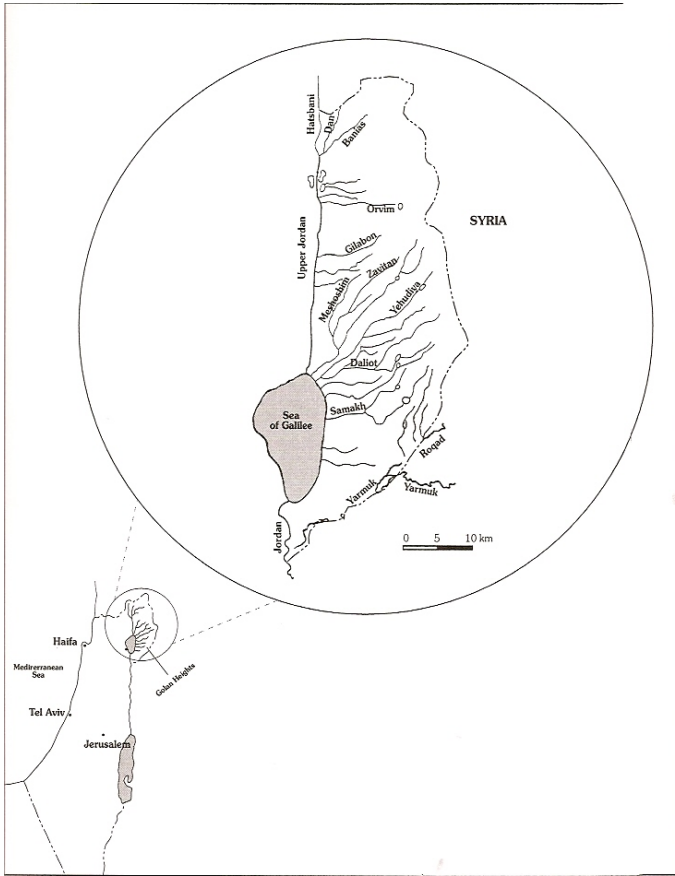 Hatsbani
Dan
Banias
Orvim
SYRIA
Upper Jordan
Gilabon
Zavitan
Meshoshim
Yehudiya
Daliot
Sea
of Galilee
Samakh
Roqad
Yarmuk
Yarmuk
Jordan
0 5 10 km
Haifa
Medirerranean
Sea
Golan Heights
Tel Aviv
Jerusalem